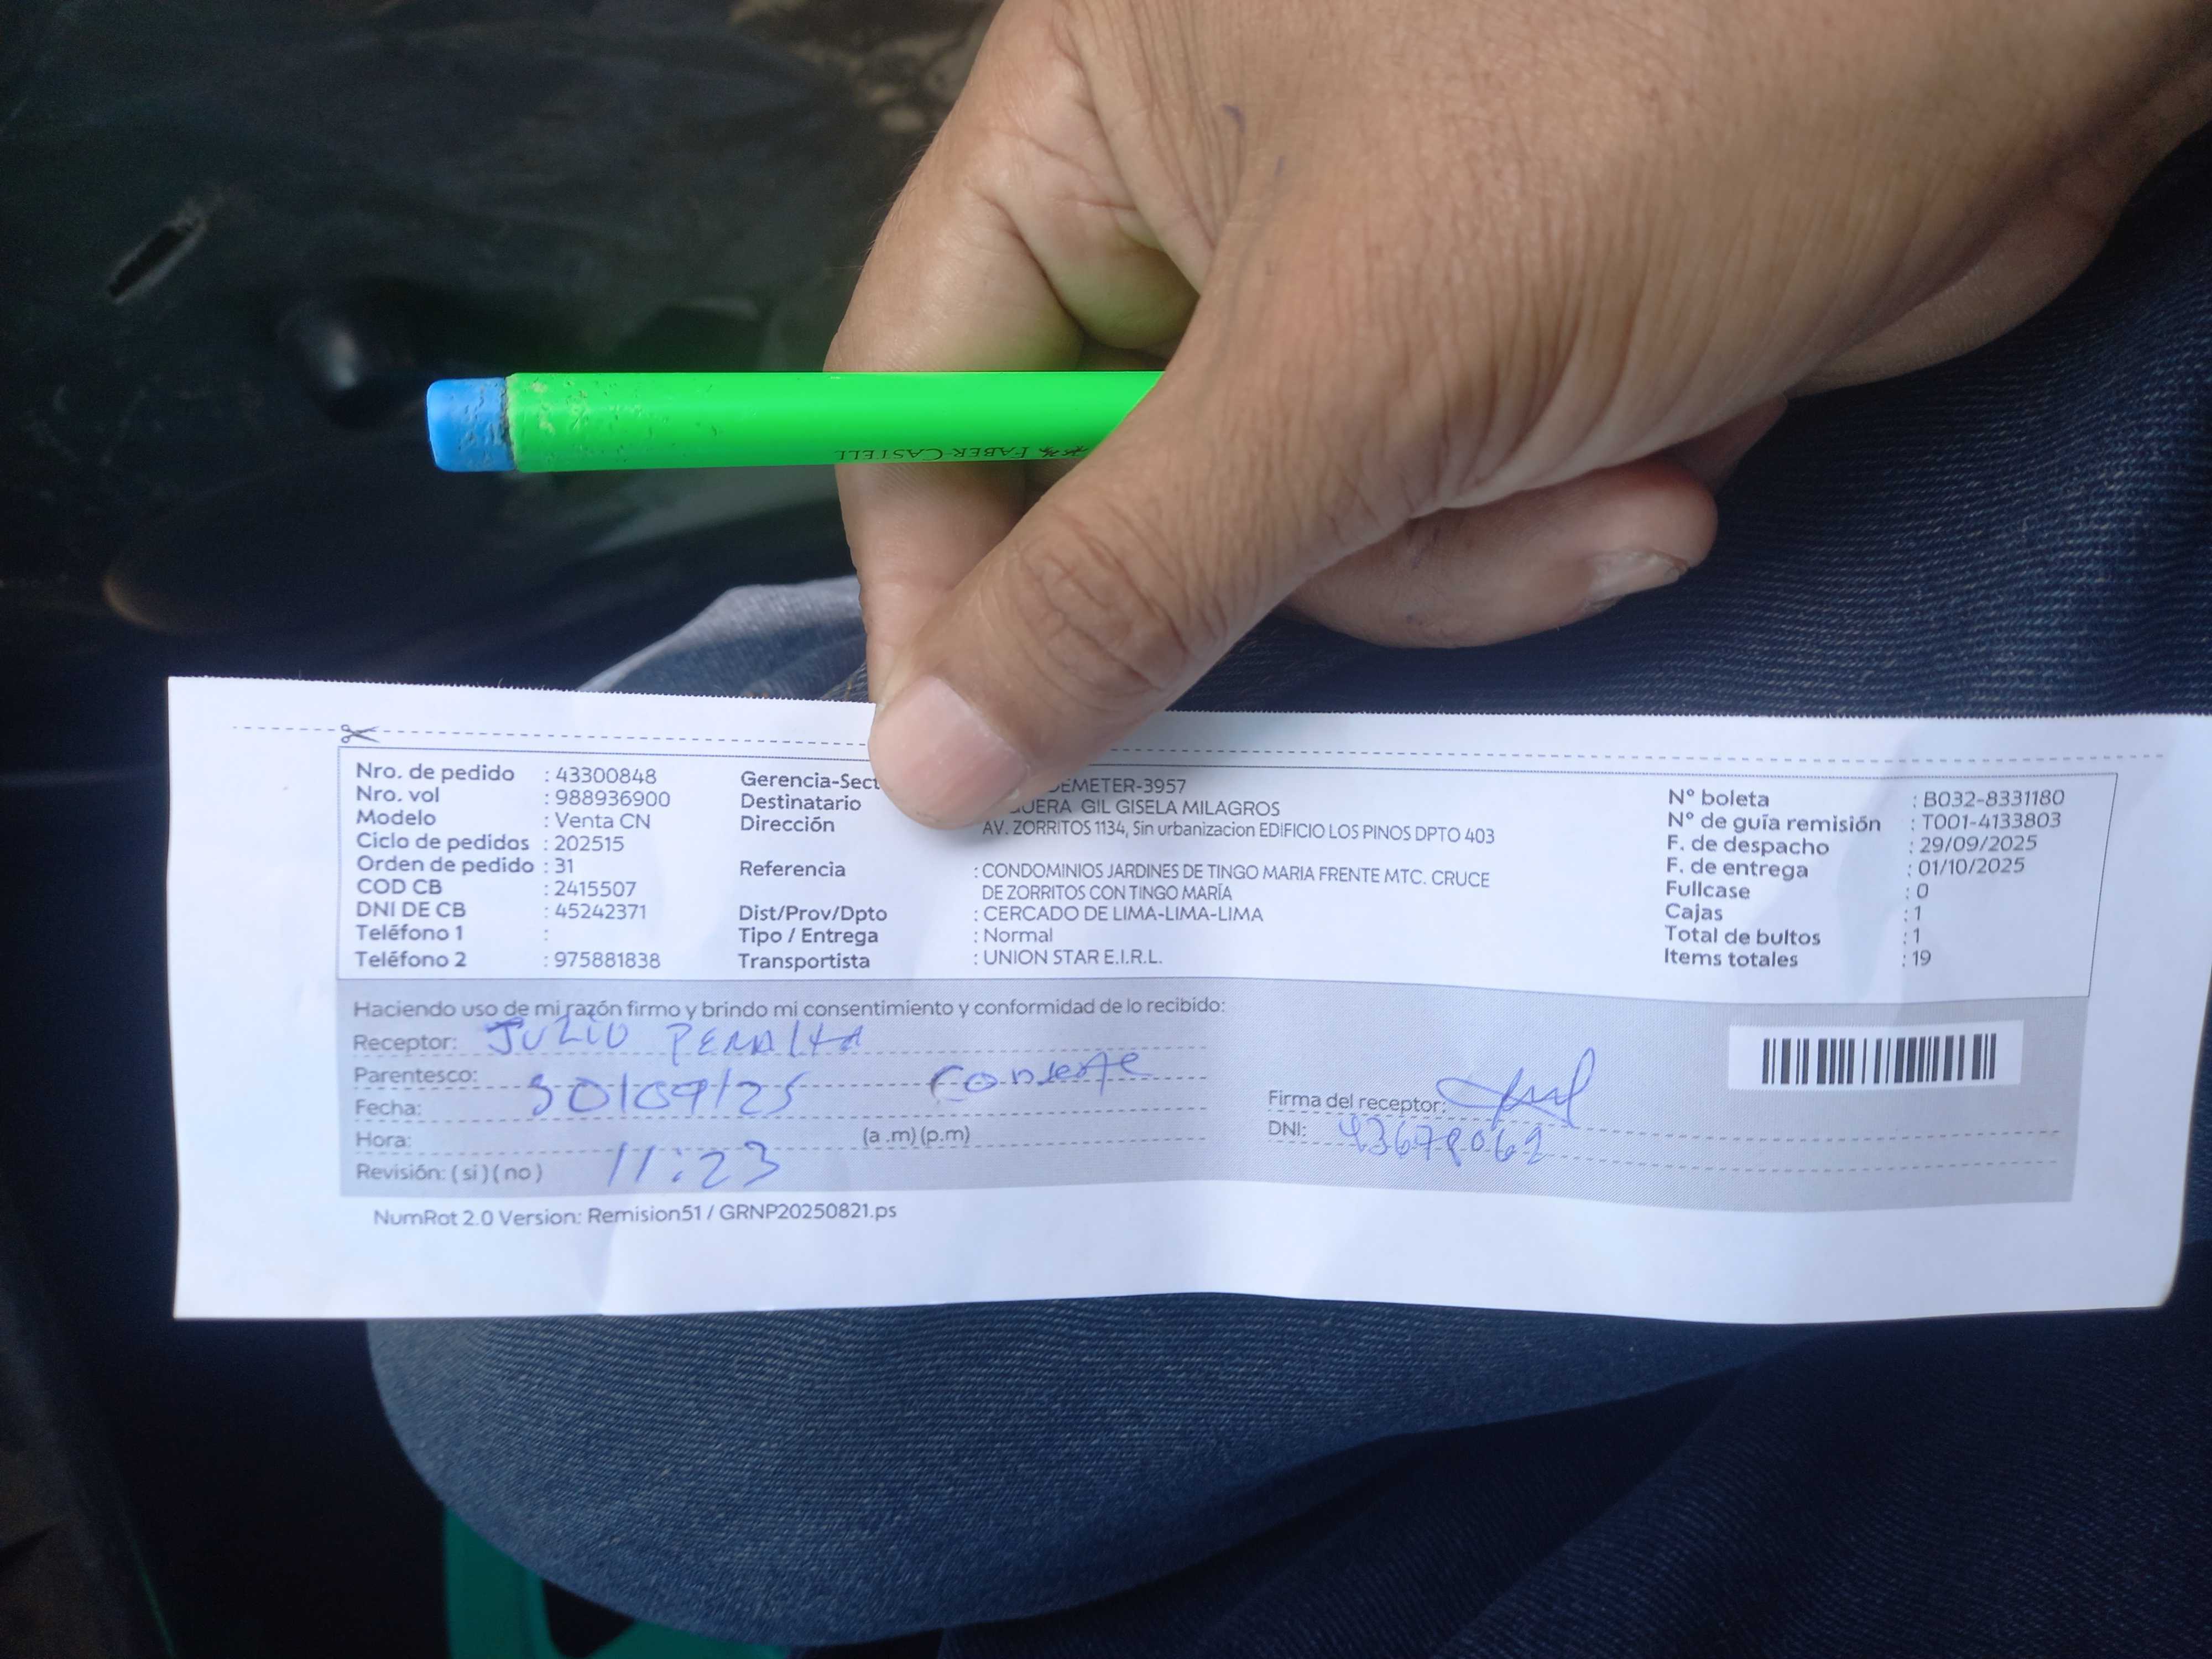 FABER-CASTELL
Nro. de pedido : 43300848
Nro. vol : 988936900
Modelo : Venta CN
Ciclo de pedidos : 202515
Orden de pedido : 31
COD CB : 2415507
DNI DE CB : 45242371
Teléfono 1 :
Teléfono 2 : 975881838
Gerencia-Sect DEMETER-3957
Destinatario GUERA GIL GISELA MILAGROS
Dirección AV. ZORRITOS 1134, Sin urbanizacion EDIFICIO LOS PINOS DPTO 403
Referencia : CONDOMINIOS JARDINES DE TINGO MARIA FRENTE MTC. CRUCE
DE ZORRITOS CON TINGO MARÍA
Dist/Prov/Dpto : CERCADO DE LIMA-LIMA-LIMA
Tipo / Entrega : Normal
Transportista : UNION STAR E.I.R.L.
N° boleta : B032-8331180
N° de guía remisión : T001-4133803
F. de despacho : 29/09/2025
F. de entrega : 01/10/2025
Fullcase : 0
Cajas : 1
Total de bultos : 1
Items totales : 19
Haciendo uso de mi razón firmo y brindo mi consentimiento y conformidad de lo recibido:
Receptor: JULIO PERALTA
Parentesco: Conserje
Fecha: 30/09/25
Hora: (a .m) (p.m)
Revisión: ( si ) ( no ) 11:23
Firma del receptor:
DNI: 43678062
NumRot 2.0 Version: Remision51 / GRNP20250821.ps